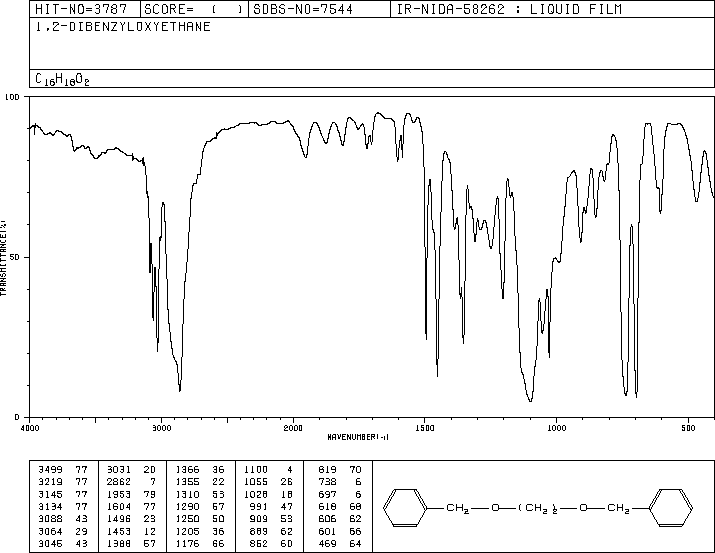 HIT-NO=3787 SCORE= ( ) SDBS-NO=7544 IR-NIDA-58262 : LIQUID FILM
1,2-DIBENZYLOXYETHANE
C16H18O2
100
50
0
TRANSMITTANCE(%)
4000 3000 2000 1500 1000 500
WAVENUMBER(-1)
3499 77 3031 20 1366 36 1100 4 819 70
3219 77 2862 7 1355 22 1055 26 738 6
3145 77 1953 79 1310 53 1028 18 697 6
3134 77 1604 77 1290 57 991 47 618 68
3088 43 1496 23 1250 50 909 53 606 62
3064 29 1453 12 1205 36 889 62 601 66
3045 43 1388 57 1176 66 852 60 469 64
CH2 O (CH2)2 O CH2